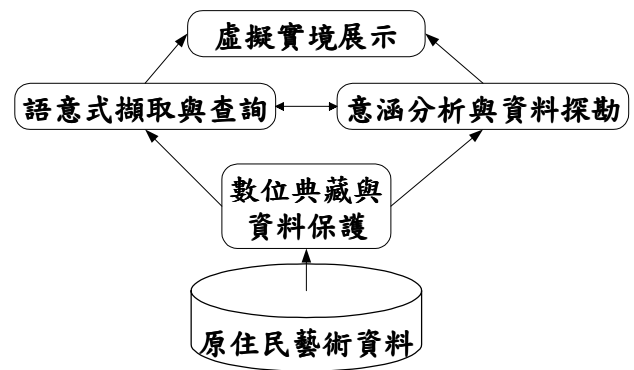 虛擬實境展示
語意式擷取與查詢
意涵分析與資料探勘
數位典藏與
資料保護
原住民藝術資料